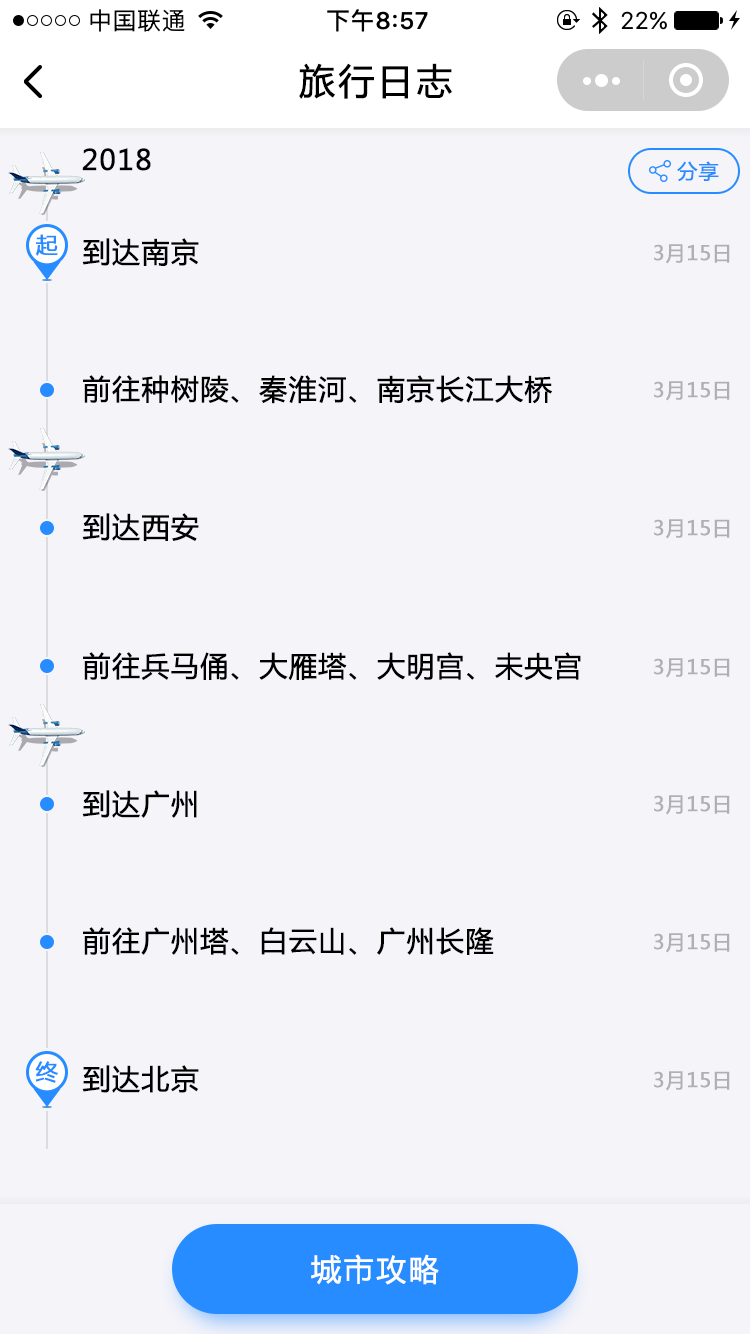 中国联通 下午8:57 22%
旅行日志
2018 分享
起 到达南京 3月15日
前往种树陵、秦淮河、南京长江大桥 3月15日
到达西安 3月15日
前往兵马俑、大雁塔、大明宫、未央宫 3月15日
到达广州 3月15日
前往广州塔、白云山、广州长隆 3月15日
终 到达北京 3月15日
城市攻略